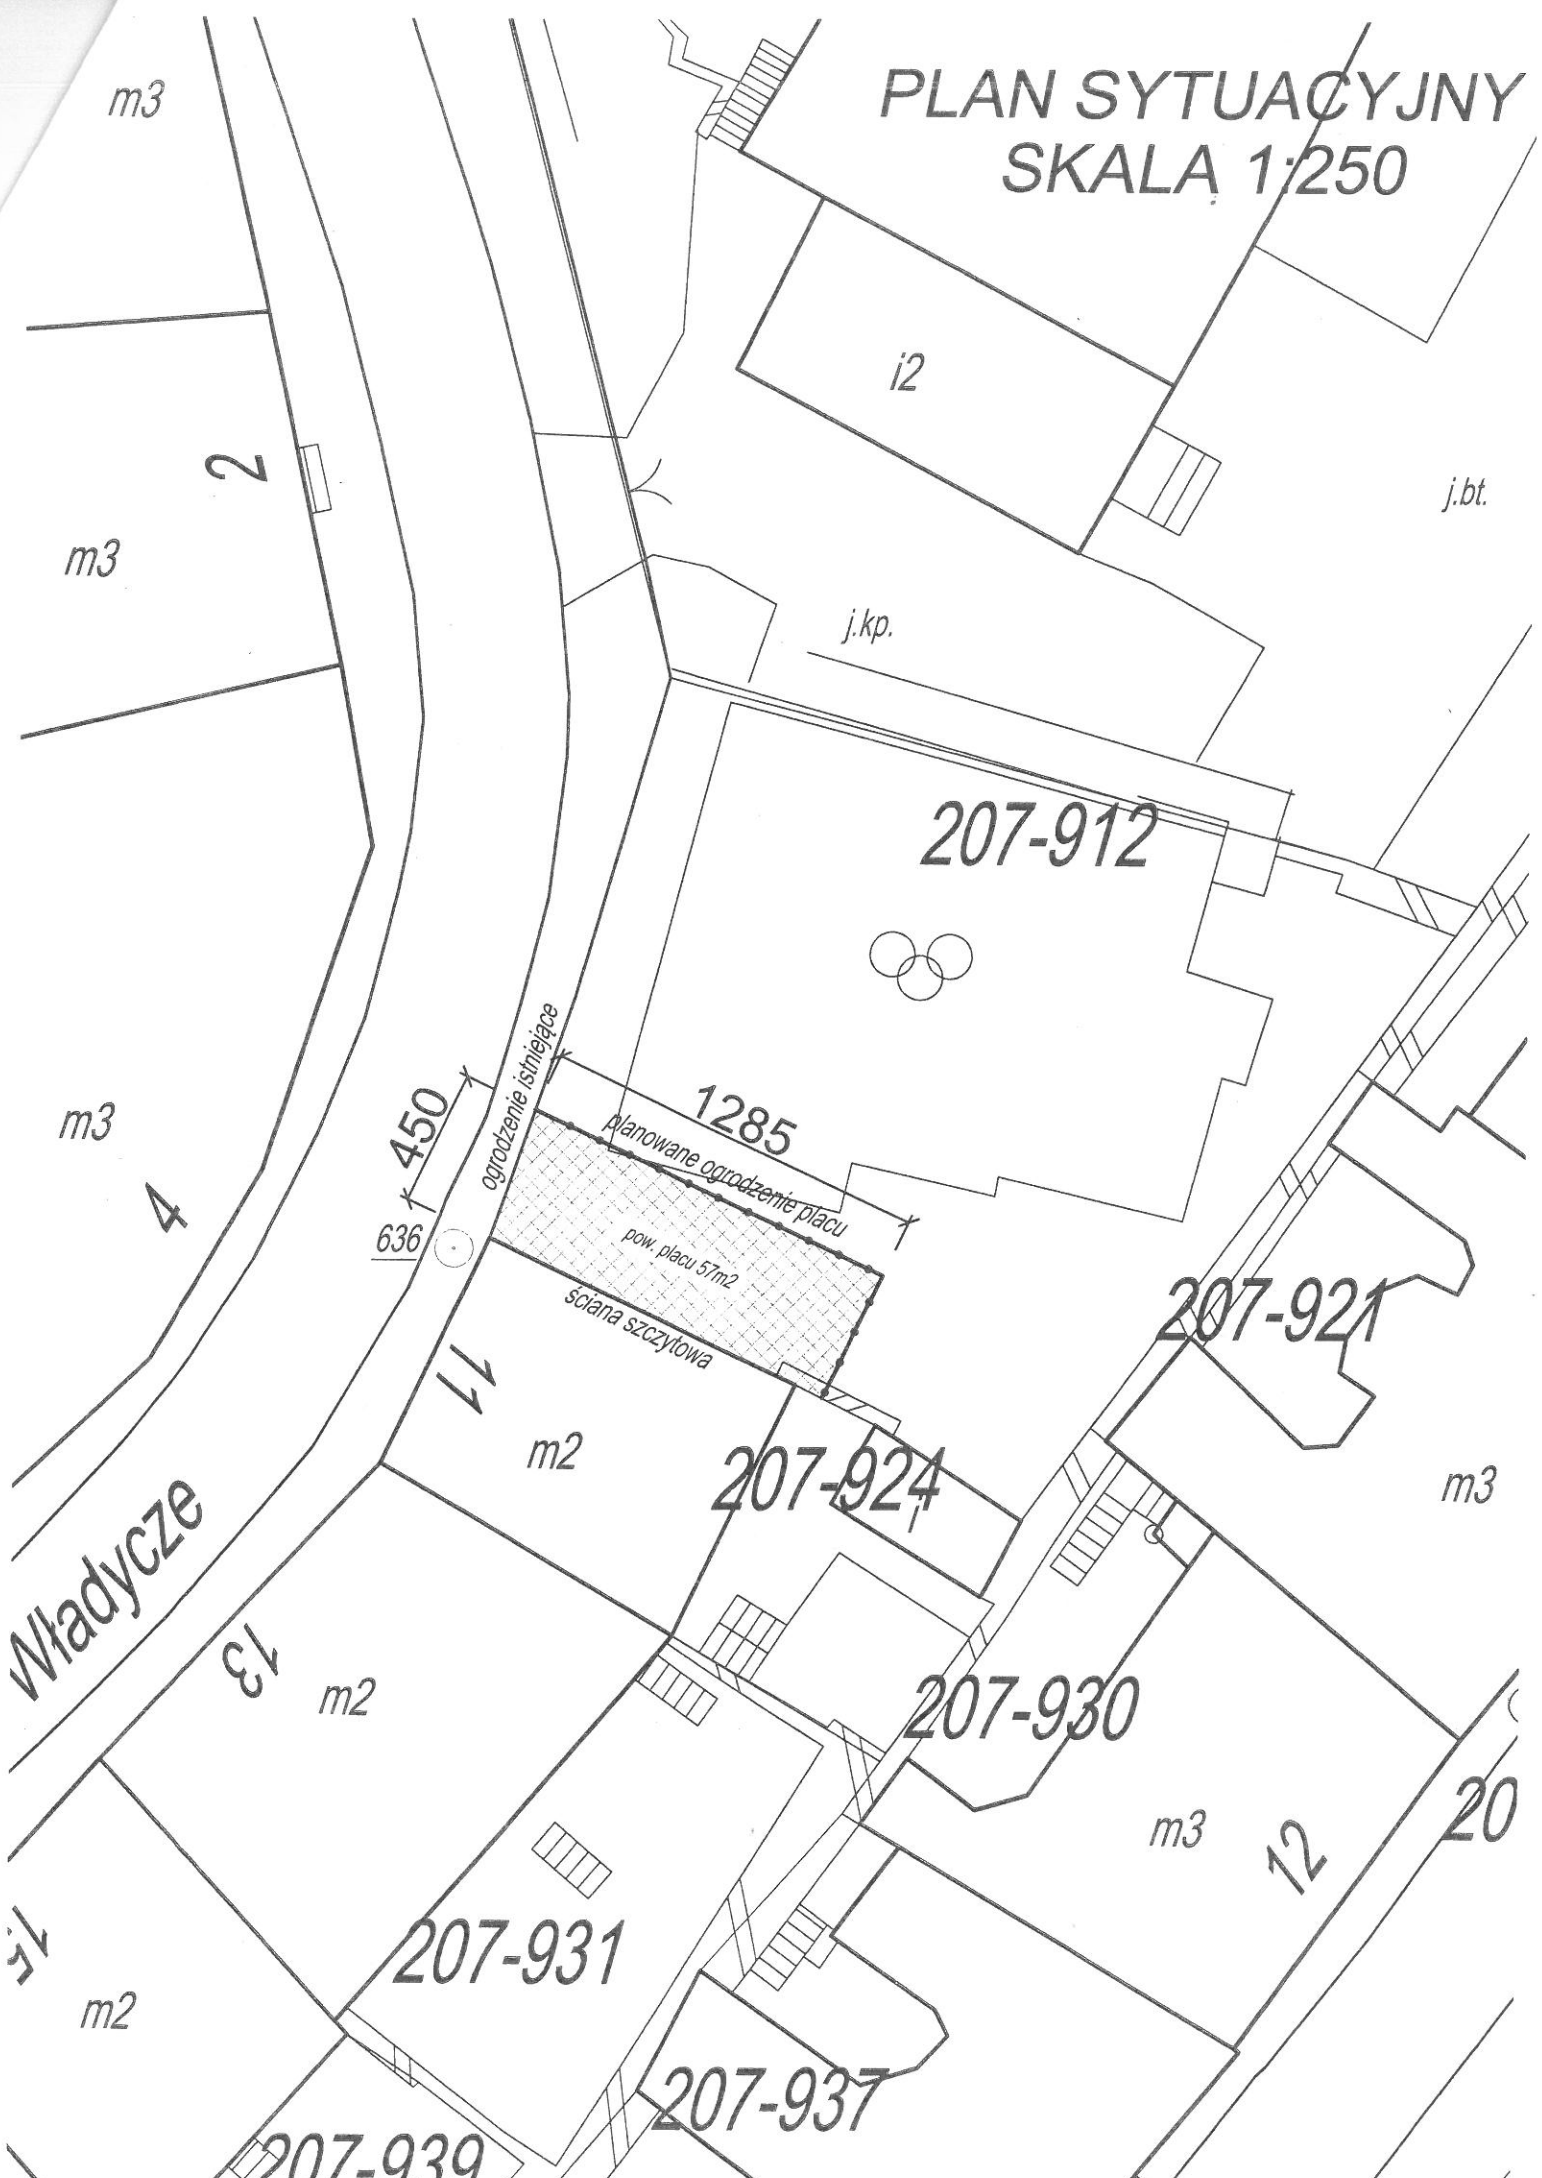 PLAN SYTUACYJNY
SKALA 1:250
m3
i2
2
j.bt.
m3
j.kp.
207-912
ogrodzenie istniejące
450
1285
planowane ogrodzenie placu
m3
4
636
pow. placu 57m2
ściana szczytowa
207-921
11
m2
207-924
i
m3
Władycze
13
m2
207-930
20
m3
12
207-931
15
m2
207-937
207-939